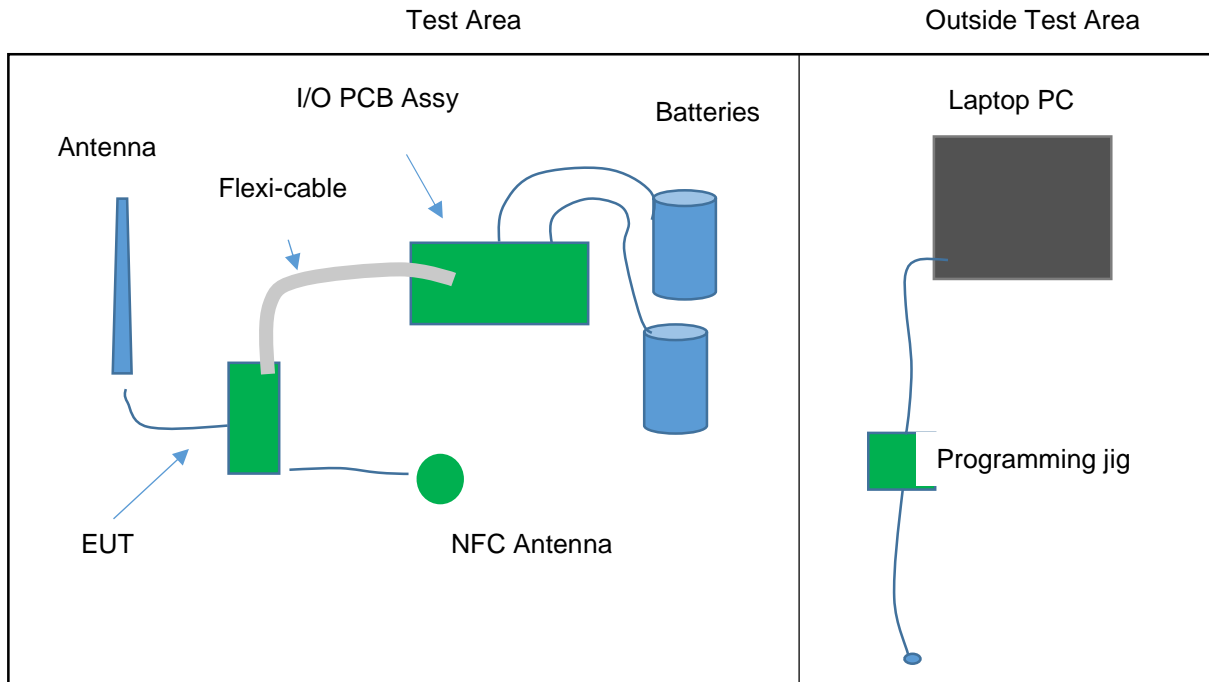 Test Area
Outside Test Area
I/O PCB Assy
Batteries
Laptop PC
Antenna
Flexi-cable
Programming jig
EUT
NFC Antenna